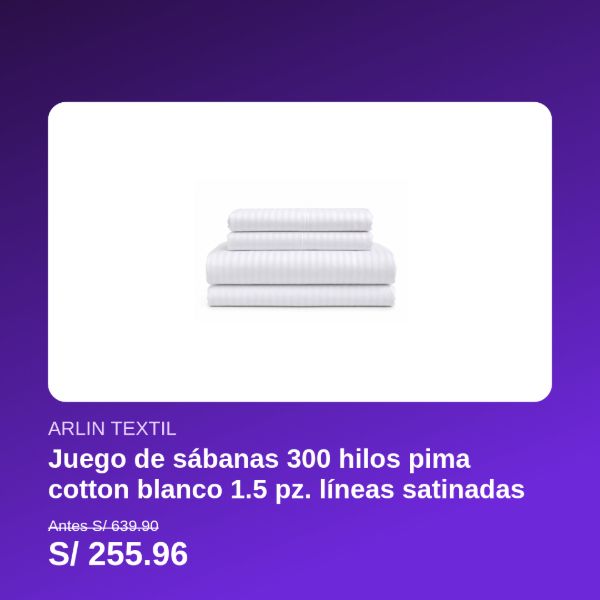 ARLIN TEXTIL
Juego de sábanas 300 hilos pima
cotton blanco 1.5 pz. líneas satinadas
Antes S/ 639.90
S/ 255.96